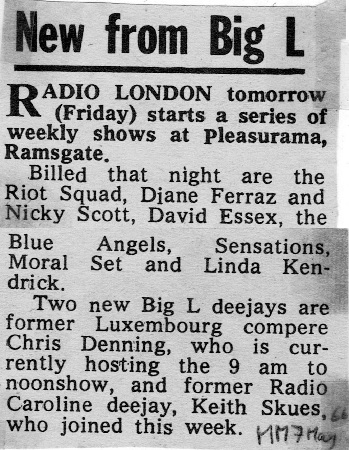 New from Big L
RADIO LONDON tomorrow
(Friday) starts a series of
weekly shows at Pleasurama,
Ramsgate.
Billed that night are the
Riot Squad, Diane Ferraz and
Nicky Scott, David Essex, the
Blue Angels, Sensations,
Moral Set and Linda Ken-
drick.
Two new Big L deejays are
former Luxembourg compere
Chris Denning, who is cur-
rently hosting the 9 am to
noonshow, and former Radio
Caroline deejay, Keith Skues,
who joined this week. MM 7 May 66